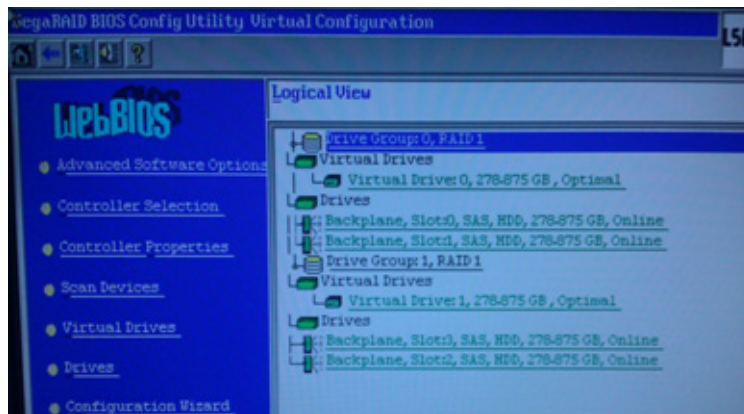 MegaRAID BIOS Config Utility Virtual Configuration
LSI
WebBIOS
Advanced Software Options
Controller Selection
Controller Properties
Scan Devices
Virtual Drives
Drives
Configuration Wizard
Logical View
Drive Group: 0, RAID 1
Virtual Drives
Virtual Drive: 0, 278.875 GB, Optimal
Drives
Backplane, Slot:0, SAS, HDD, 278.875 GB, Online
Backplane, Slot:1, SAS, HDD, 278.875 GB, Online
Drive Group: 1, RAID 1
Virtual Drives
Virtual Drive: 1, 278.875 GB, Optimal
Drives
Backplane, Slot:3, SAS, HDD, 278.875 GB, Online
Backplane, Slot:2, SAS, HDD, 278.875 GB, Online